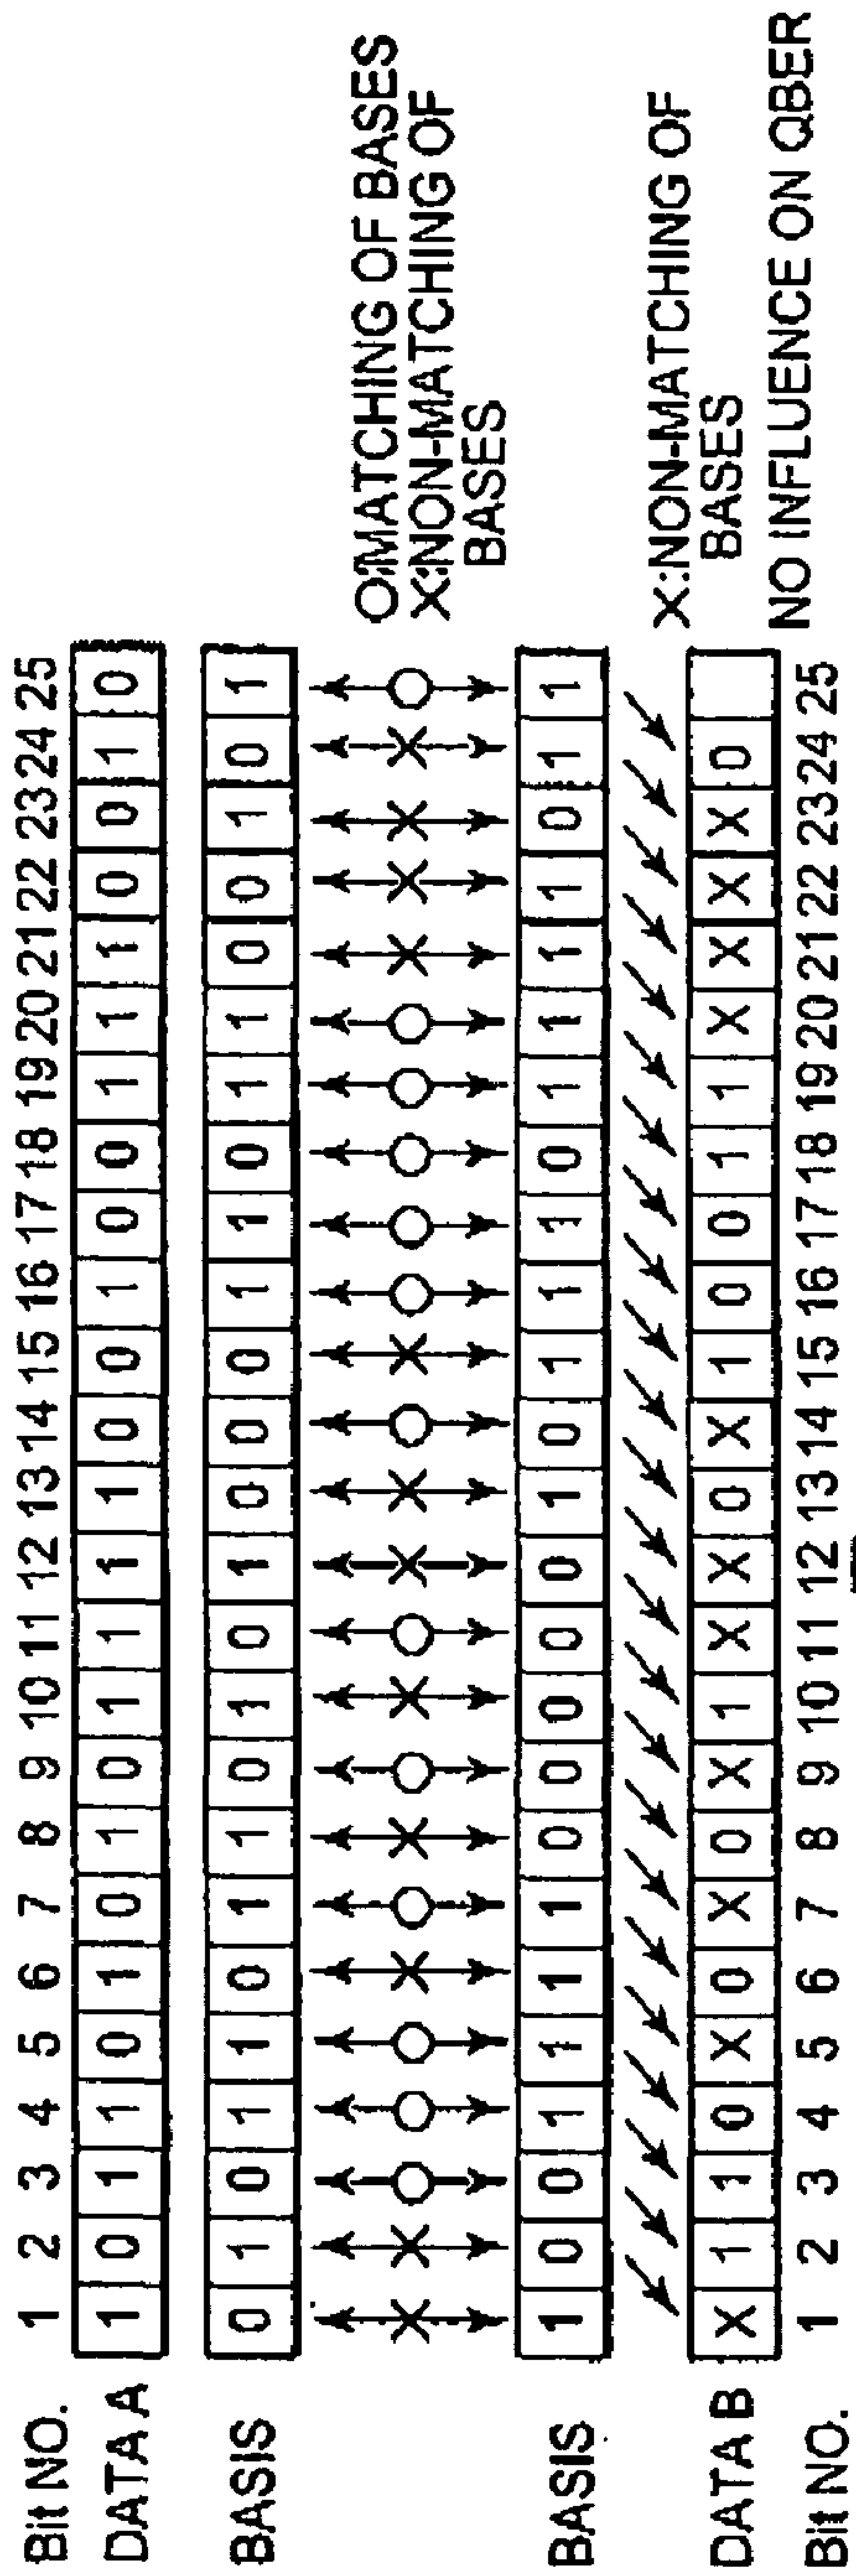 Bit NO. 1 2 3 4 5 6 7 8 9 10 11 12 13 14 15 16 17 18 19 20 21 22 23 24 25
DATA A 1 0 1 1 0 1 0 1 0 1 1 1 1 0 0 1 0 0 1 1 1 0 0 1 0
BASIS 0 1 0 1 1 0 1 1 0 1 0 1 0 0 0 1 1 0 1 1 0 0 1 0 1
X X O O O X O X O X O X X O X O O O O O X X X X O
O:MATCHING OF BASES
X:NON-MATCHING OF
BASES
BASIS 1 0 0 1 1 1 1 0 0 0 0 0 1 0 1 1 1 0 1 1 1 1 0 1 1
X:NON-MATCHING OF
BASES
DATA B X 1 1 0 X 0 X 0 X 1 X X 0 X 1 0 0 1 1 X X X X 0
NO INFLUENCE ON QBER
Bit NO. 1 2 3 4 5 6 7 8 9 10 11 12 13 14 15 16 17 18 19 20 21 22 23 24 25